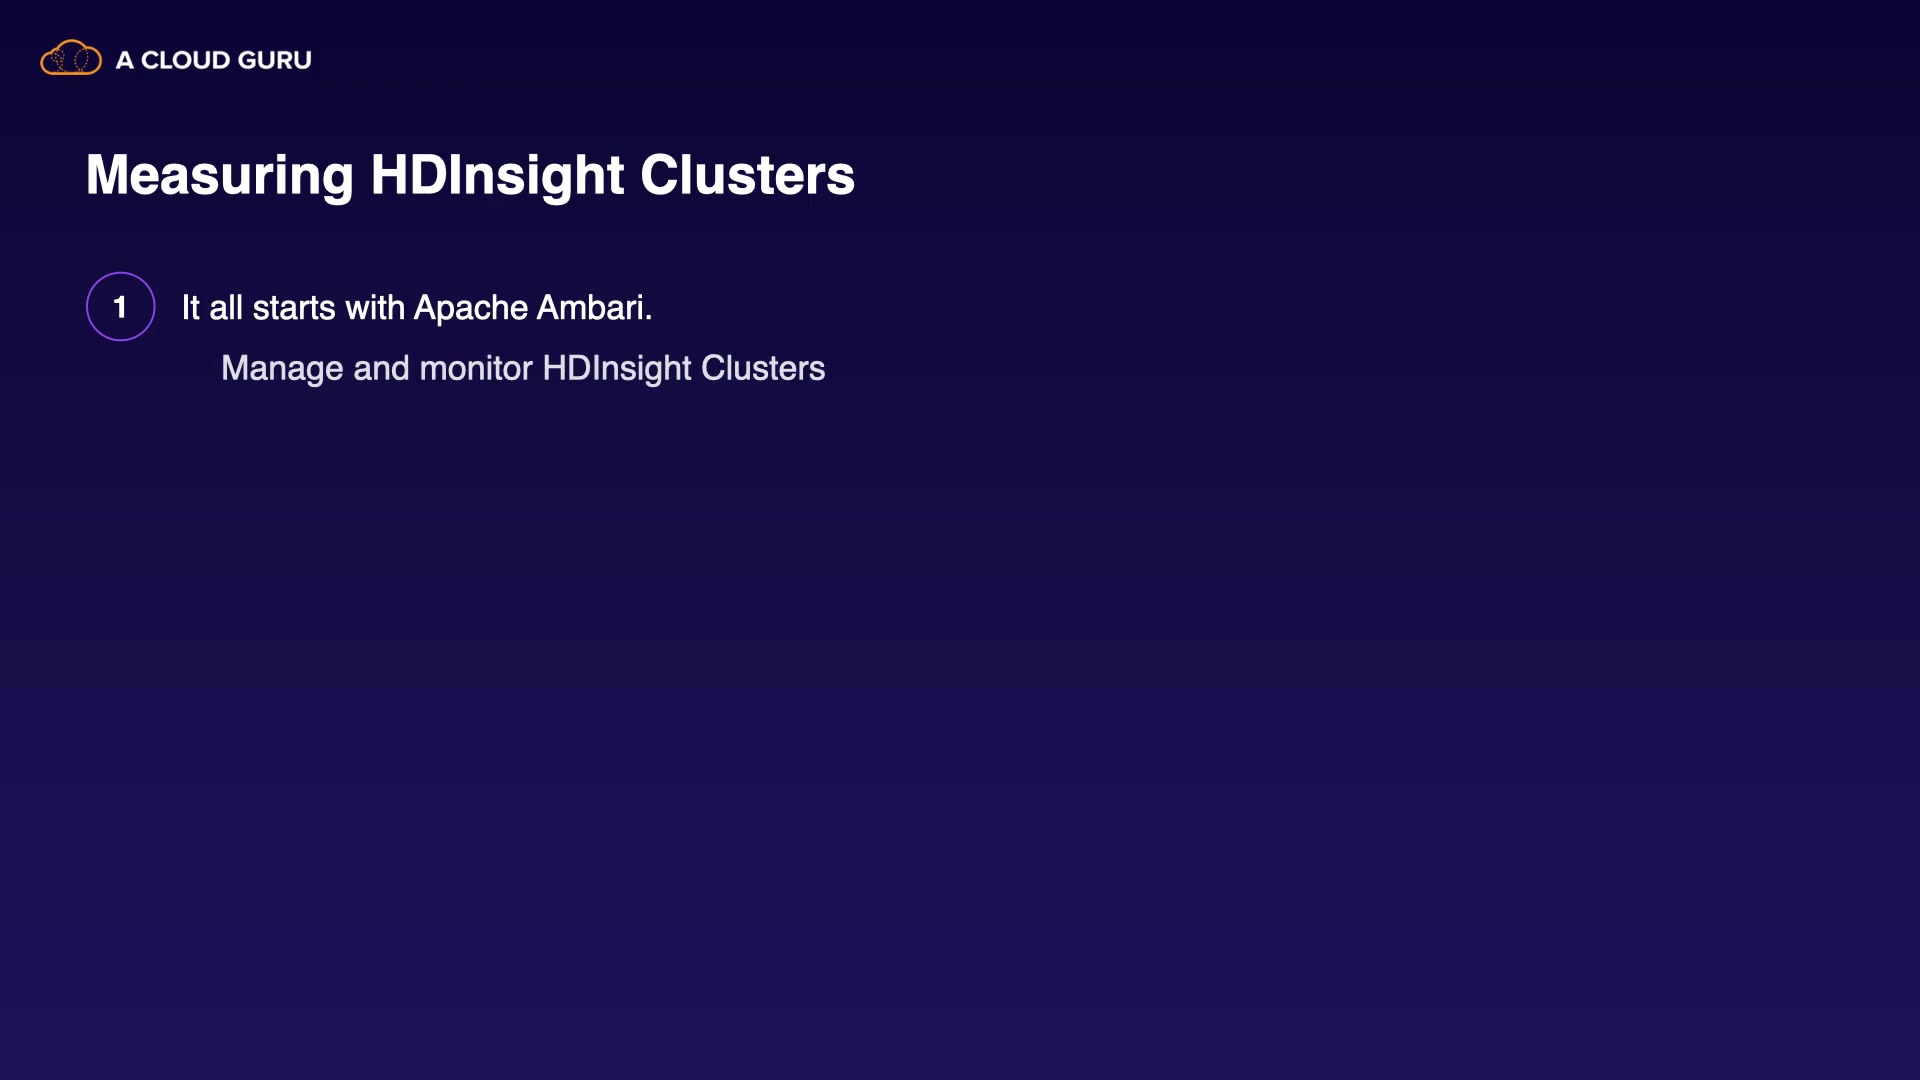 A CLOUD GURU
Measuring HDInsight Clusters
1 It all starts with Apache Ambari.
Manage and monitor HDInsight Clusters